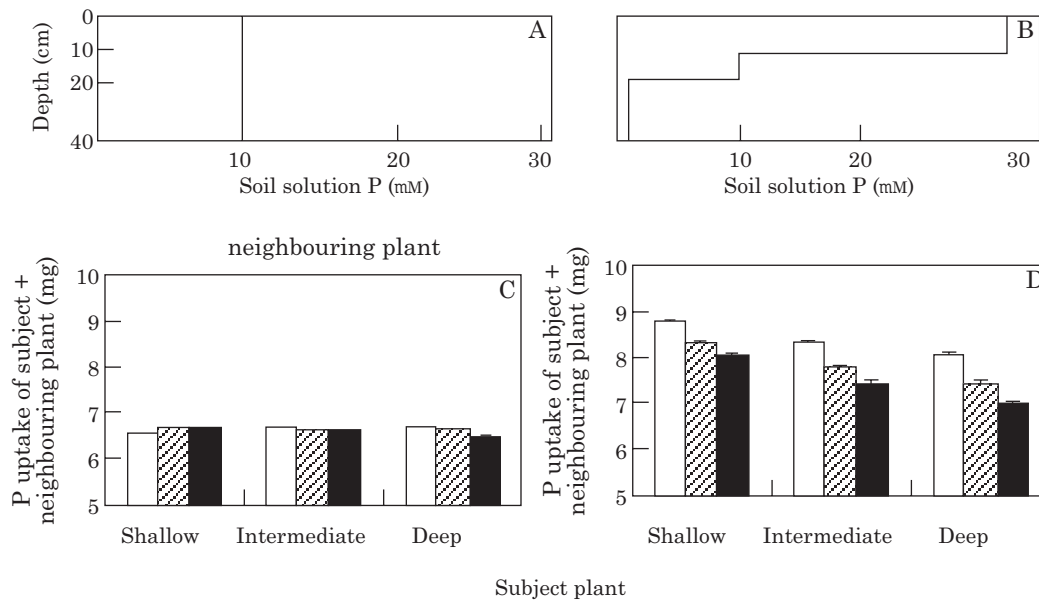 0
10
20
40
Depth (cm)
A
10
20
30
Soil solution P (mM)
B
10
20
30
Soil solution P (mM)
neighbouring plant
P uptake of subject +
neighbouring plant (mg)
10
9
8
7
6
5
C
Shallow
Intermediate
Deep
P uptake of subject +
neighbouring plant (mg)
10
9
8
7
6
5
D
Shallow
Intermediate
Deep
Subject plant